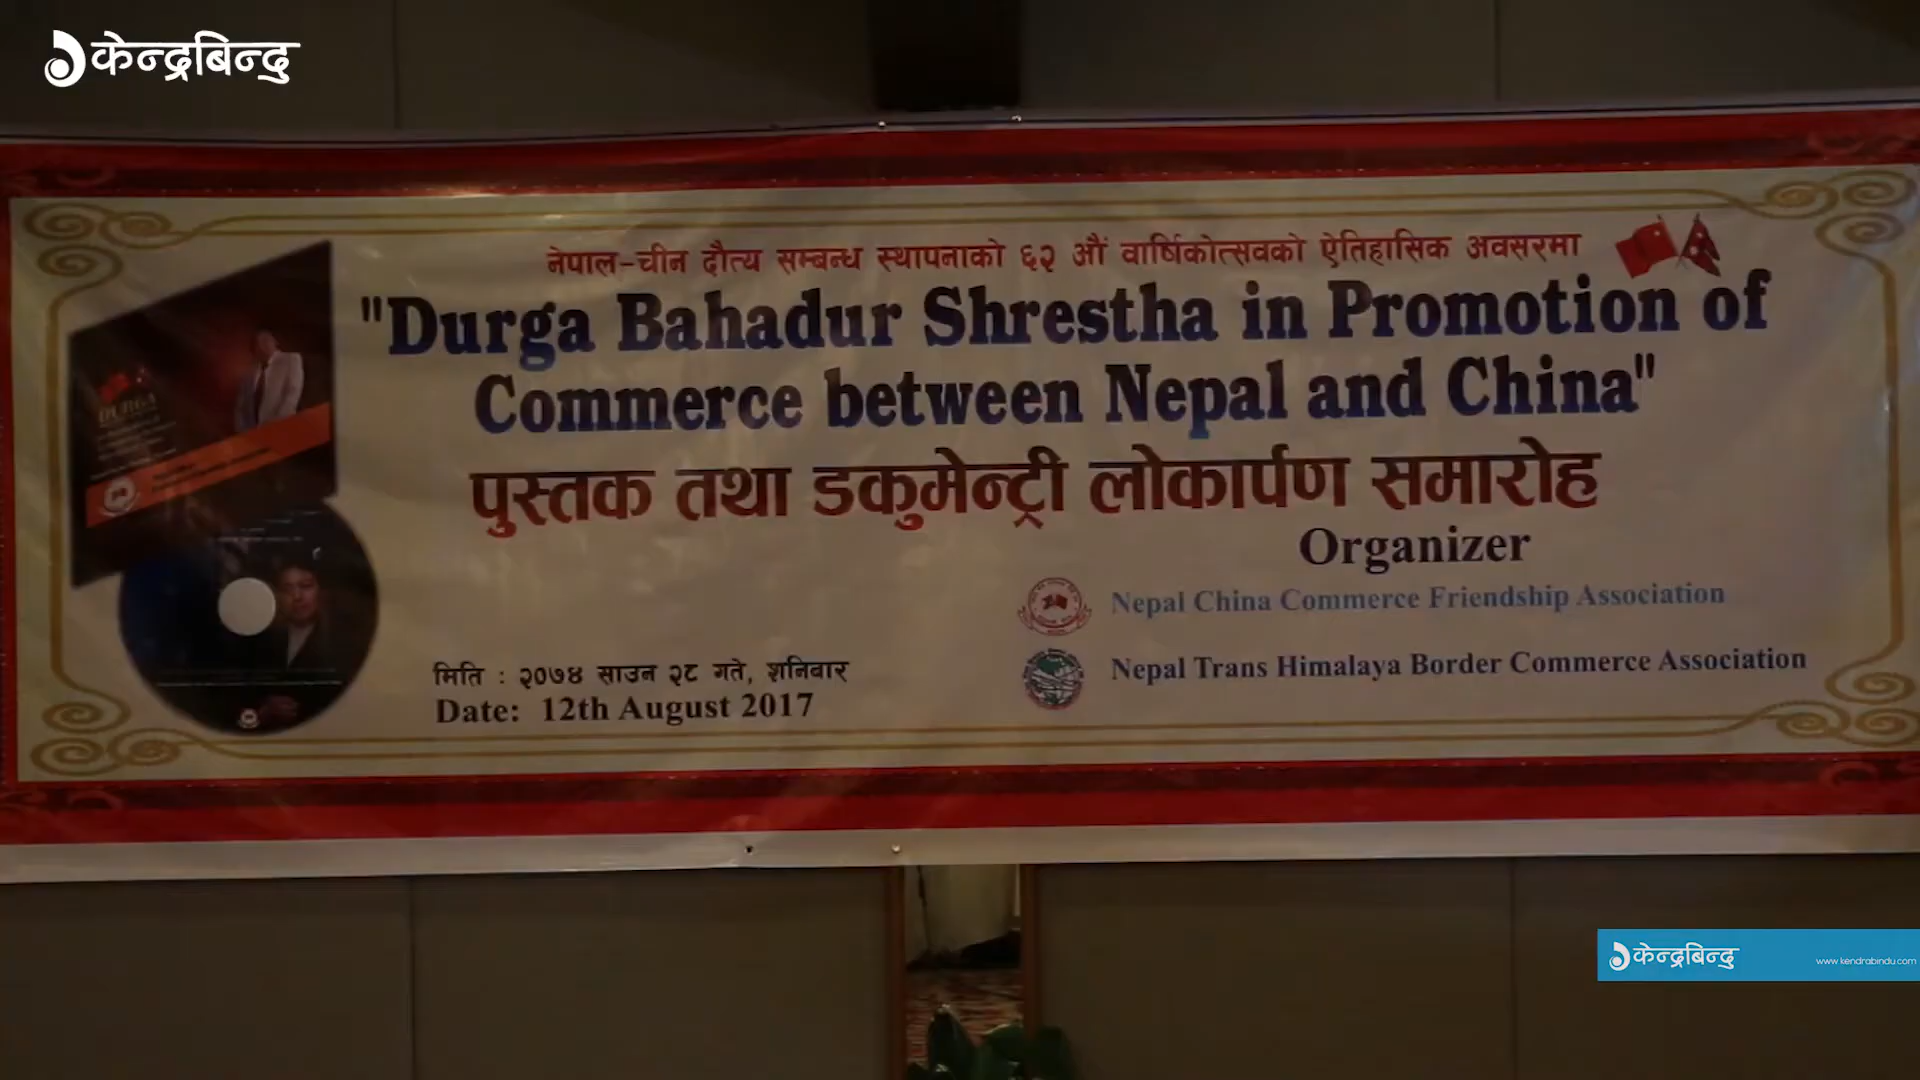 केन्द्रबिन्दु
नेपाल-चीन दौत्य सम्बन्ध स्थापनाको ६२ औं वार्षिकोत्सवको ऐतिहासिक अवसरमा
"Durga Bahadur Shrestha in Promotion of
Commerce between Nepal and China"
पुस्तक तथा डकुमेन्ट्री लोकार्पण समारोह
Organizer
Nepal China Commerce Friendship Association
Nepal Trans Himalaya Border Commerce Association
मिति : २०७४ साउन २८ गते, शनिवार
Date: 12th August 2017
DURGA
केन्द्रबिन्दु
www.kendrabindu.com